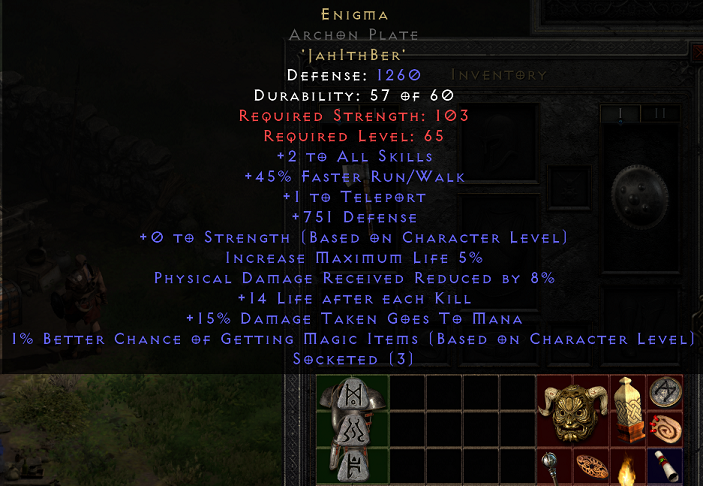 Enigma
Archon Plate
'JahIthBer'
Defense: 1260
Inventory
Durability: 57 of 60
Required Strength: 103
I II
Required Level: 65
+2 to All Skills
+45% Faster Run/Walk
+1 to Teleport
+751 Defense
+0 to Strength (Based on Character Level)
Increase Maximum Life 5%
Physical Damage Received Reduced by 8%
+14 Life after each Kill
+15% Damage Taken Goes To Mana
1% Better Chance of Getting Magic Items (Based on Character Level)
Socketed (3)